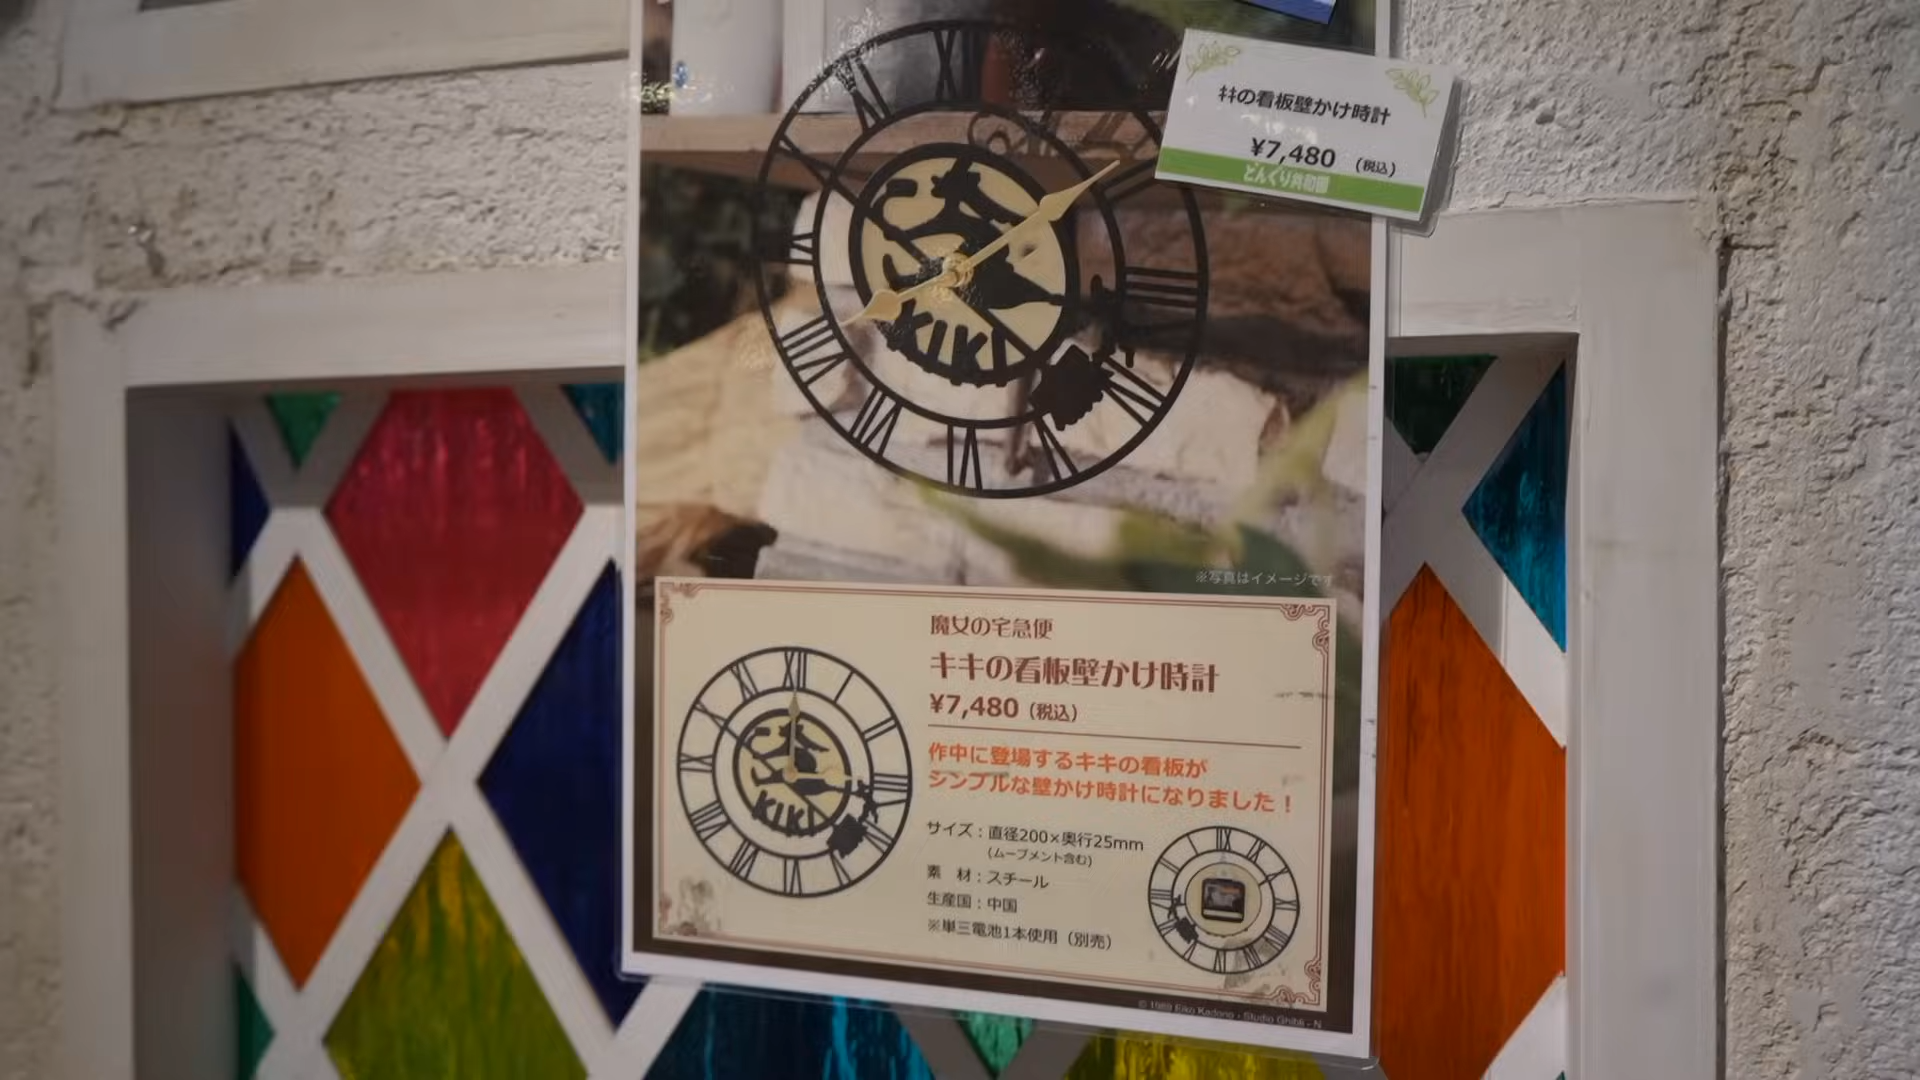 ｷｷの看板壁かけ時計
¥7,480 (税込)
どんぐり共和国
KIKI
※写真はイメージです
魔女の宅急便
キキの看板壁かけ時計
¥7,480（税込）
作中に登場するキキの看板が
シンプルな壁かけ時計になりました！
KIKI
サイズ：直径200×奥行25mm
(ムーブメント含む)
素　材：スチール
生産国：中国
※単三電池1本使用（別売）
© 1989 Eiko Kadono - Studio Ghibli - N